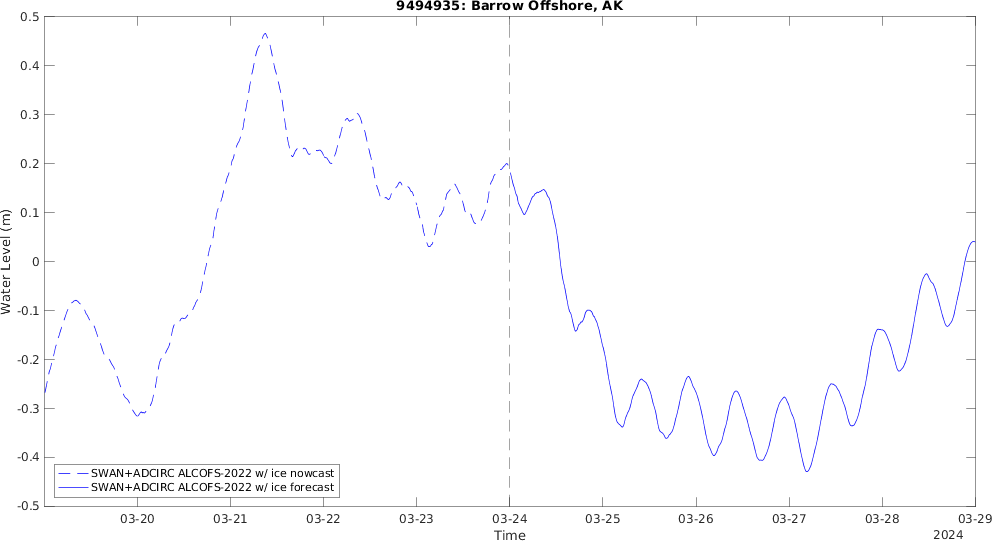 9494935: Barrow Offshore, AK
0.5
0.4
0.3
0.2
0.1
0
-0.1
-0.2
-0.3
-0.4
-0.5
Water Level (m)
SWAN+ADCIRC ALCOFS-2022 w/ ice nowcast
SWAN+ADCIRC ALCOFS-2022 w/ ice forecast
03-20 03-21 03-22 03-23 03-24 03-25 03-26 03-27 03-28 03-29
Time
2024